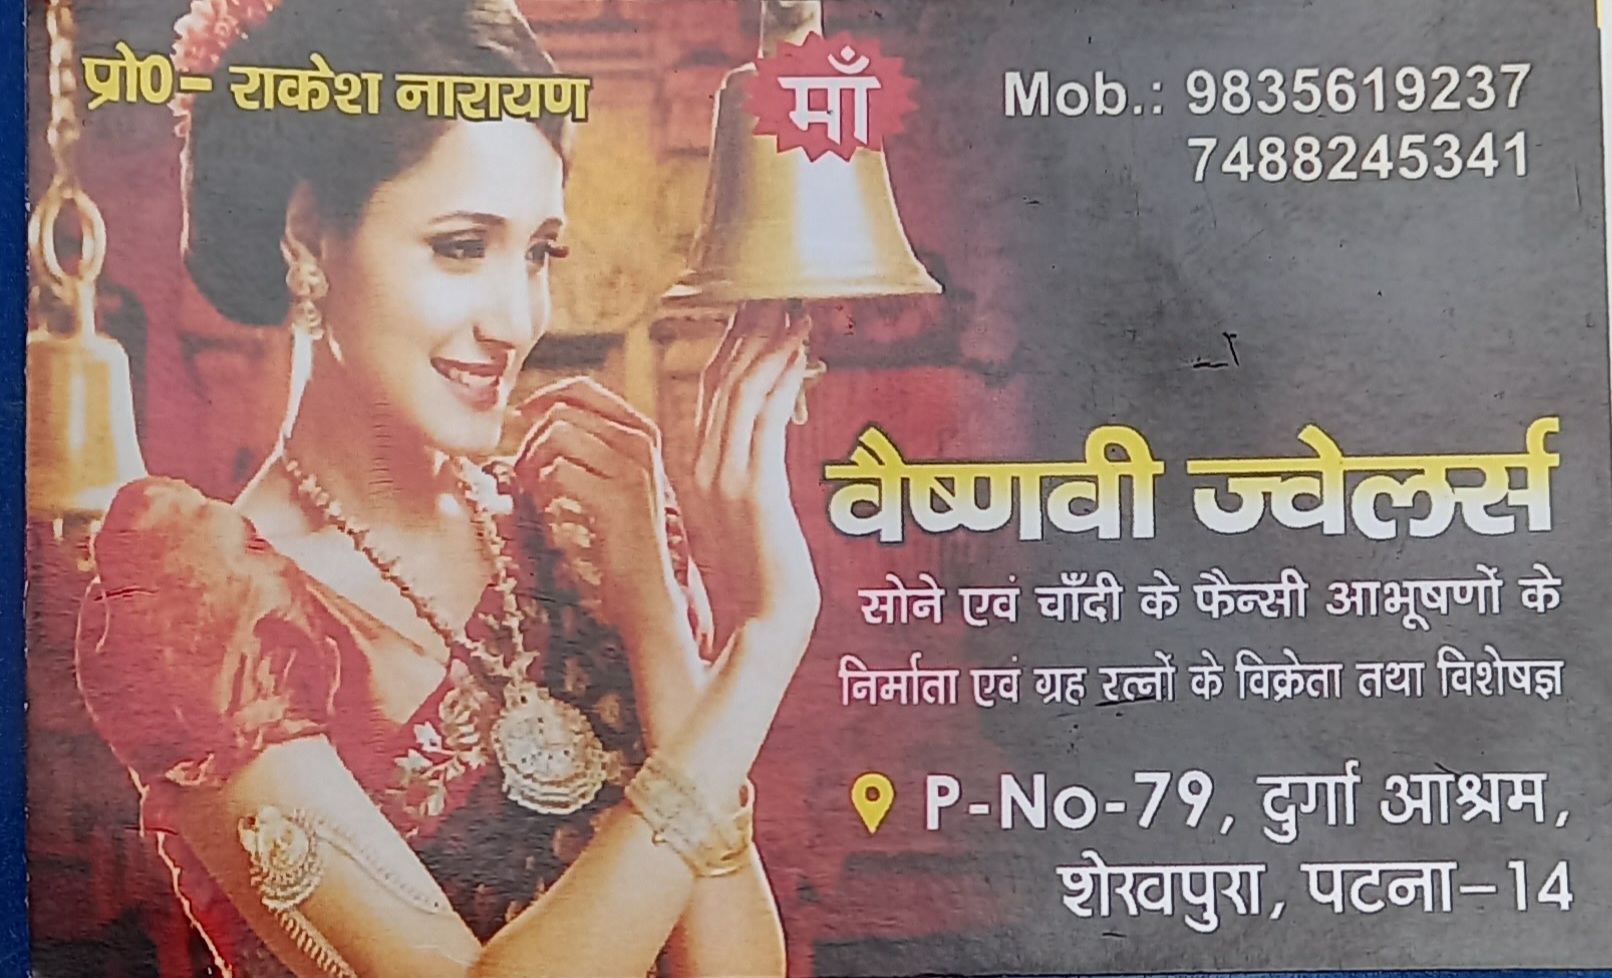 प्रो0- राकेश नारायण
माँ
Mob.: 9835619237
7488245341
वैष्णवी ज्वेलर्स
सोने एवं चाँदी के फैन्सी आभूषणों के
निर्माता एवं ग्रह रत्नों के विक्रेता तथा विशेषज्ञ
P-No-79, दुर्गा आश्रम,
शेखपुरा, पटना-14